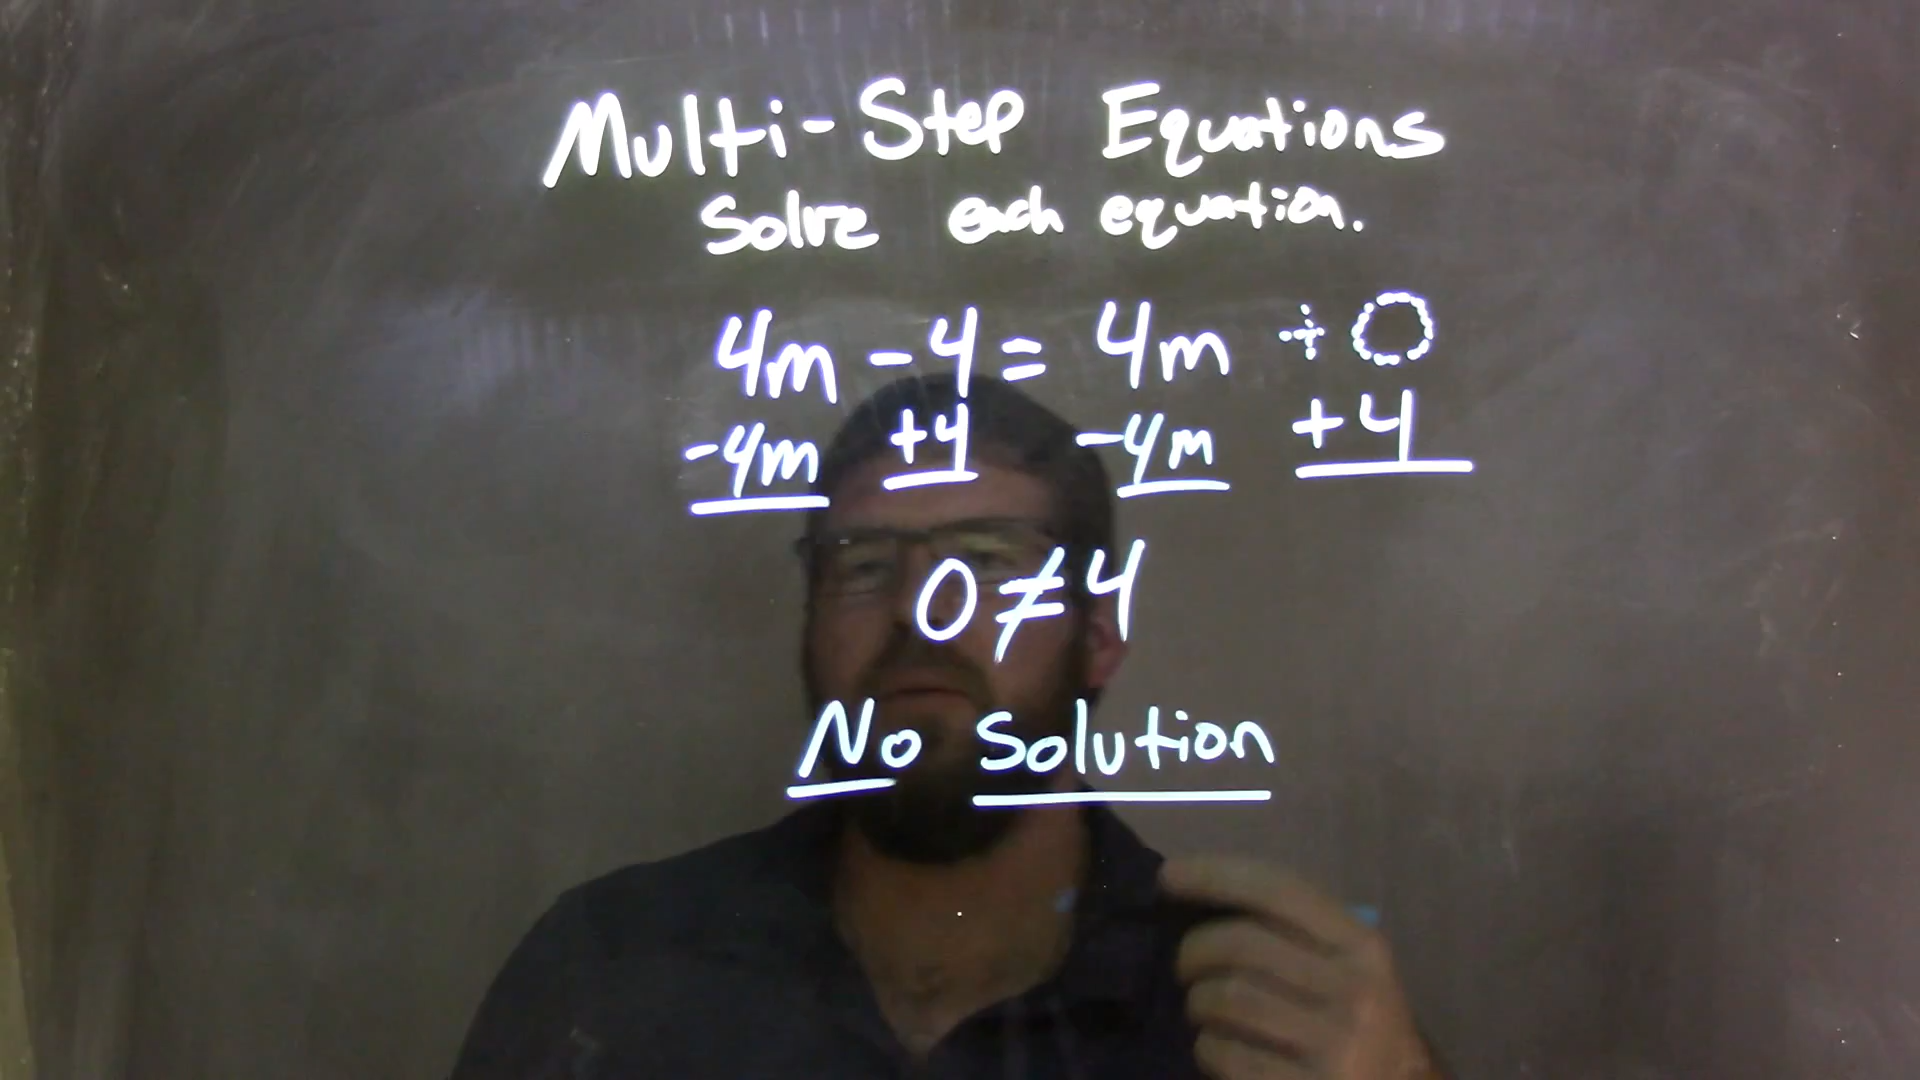 Multi-Step Equations
Solve each equation.
4m - 4 = 4m + 0
-4m +4 -4m +4
0 ≠ 4
No Solution